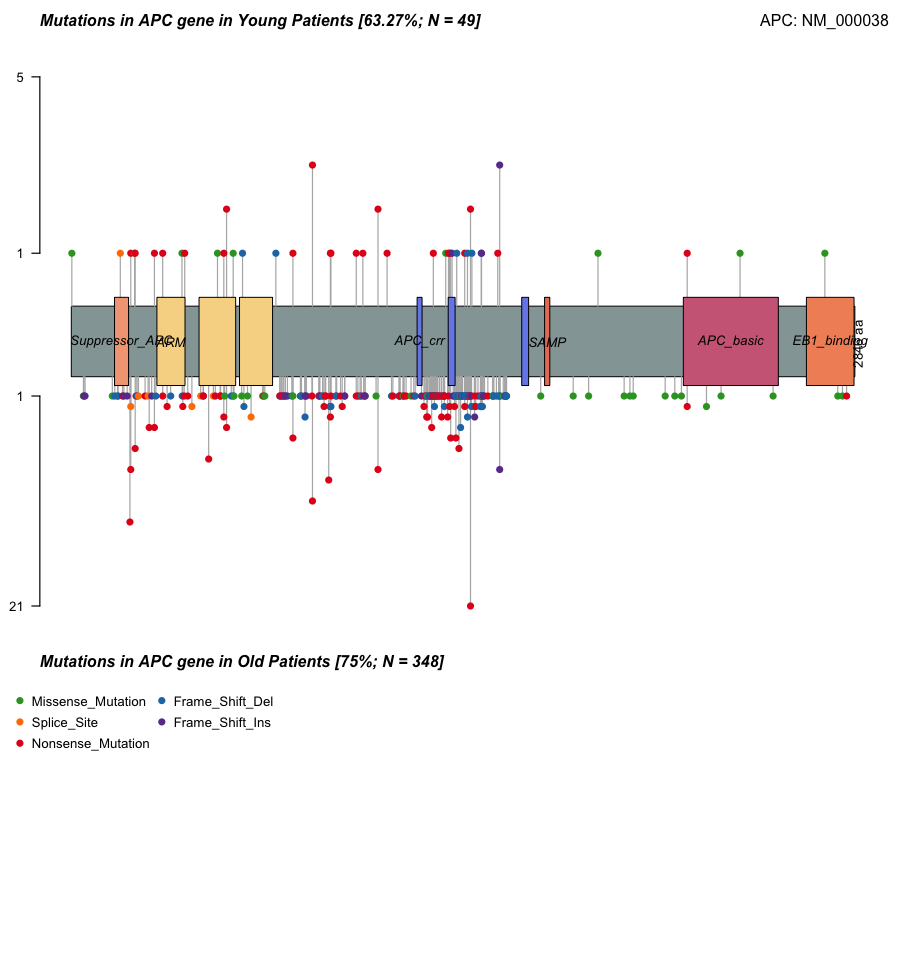 Mutations in APC gene in Young Patients [63.27%; N = 49]
APC: NM_000038
5
1
Suppressor_APC
ARM
APC_crr
SAMP
APC_basic
EB1_binding
1
21
Mutations in APC gene in Old Patients [75%; N = 348]
Missense_Mutation
Frame_Shift_Del
Splice_Site
Frame_Shift_Ins
Nonsense_Mutation